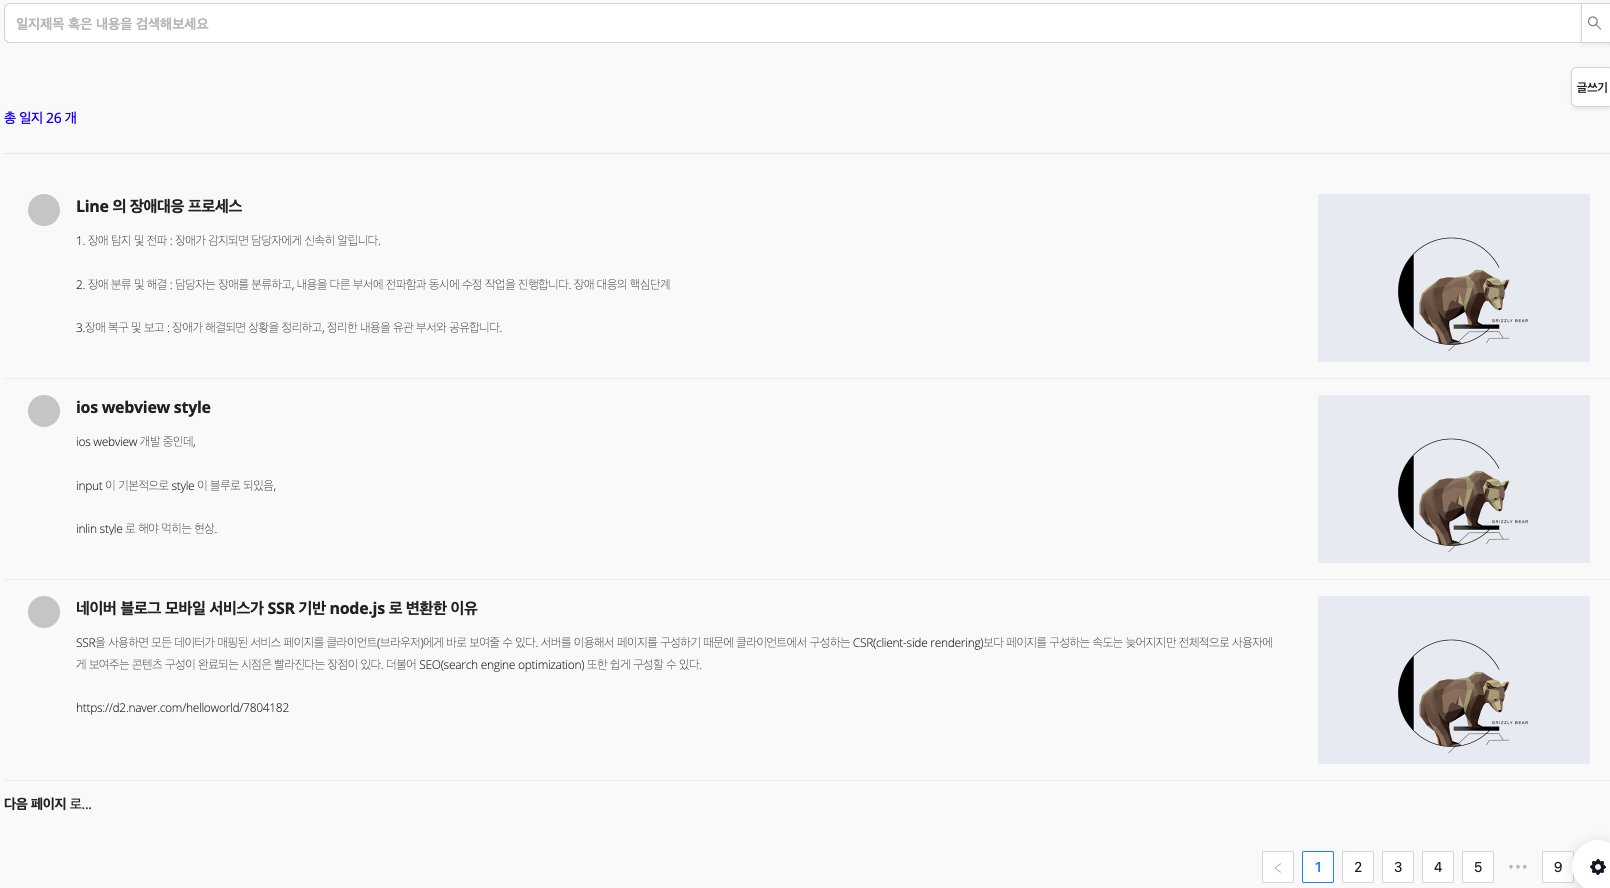 일지제목 혹은 내용을 검색해보세요
글쓰기
총 일지 26 개
Line 의 장애대응 프로세스
1. 장애 탐지 및 전파 : 장애가 감지되면 담당자에게 신속히 알립니다.
2. 장애 분류 및 해결 : 담당자는 장애를 분류하고, 내용을 다른 부서에 전파함과 동시에 수정 작업을 진행합니다. 장애 대응의 핵심단계
3.장애 복구 및 보고 : 장애가 해결되면 상황을 정리하고, 정리한 내용을 유관 부서와 공유합니다.
GRIZZLY BEAR
ios webview style
ios webview 개발 중인데,
input 이 기본적으로 style 이 블루로 되있음,
inlin style 로 해야 먹히는 현상.
GRIZZLY BEAR
네이버 블로그 모바일 서비스가 SSR 기반 node.js 로 변환한 이유
SSR을 사용하면 모든 데이터가 매핑된 서비스 페이지를 클라이언트(브라우저)에게 바로 보여줄 수 있다. 서버를 이용해서 페이지를 구성하기 때문에 클라이언트에서 구성하는 CSR(client-side rendering)보다 페이지를 구성하는 속도는 늦어지지만 전체적으로 사용자에
게 보여주는 콘텐츠 구성이 완료되는 시점은 빨라진다는 장점이 있다. 더불어 SEO(search engine optimization) 또한 쉽게 구성할 수 있다.
https://d2.naver.com/helloworld/7804182
GRIZZLY BEAR
다음 페이지 로...
< 1 2 3 4 5 ••• 9